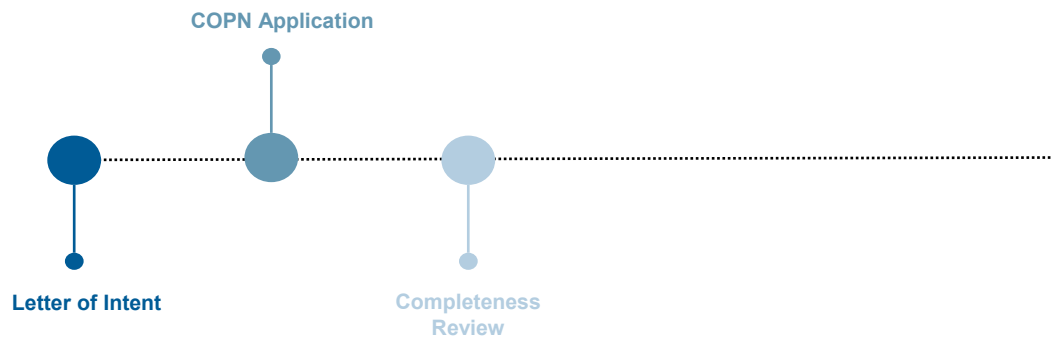 COPN Application
Letter of Intent
Completeness
Review